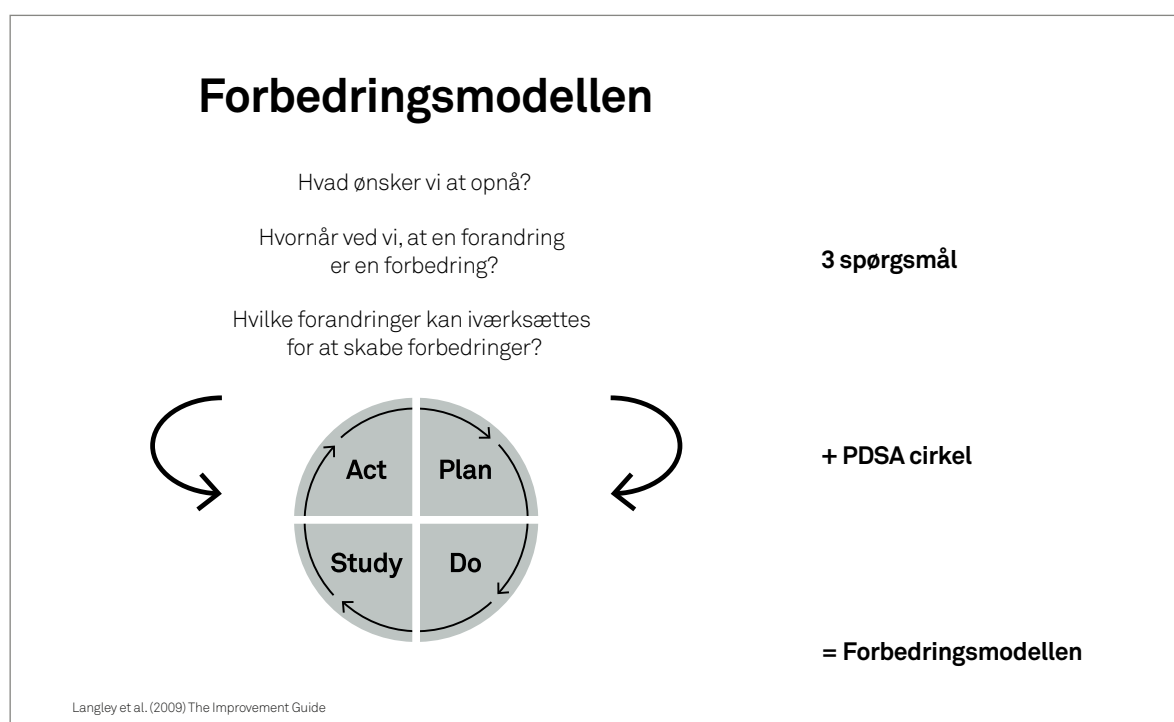 Forbedringsmodellen
Hvad ønsker vi at opnå?
Hvornår ved vi, at en forandring
er en forbedring?
Hvilke forandringer kan iværksættes
for at skabe forbedringer?
3 spørgsmål
Act
Plan
Study
Do
+ PDSA cirkel
= Forbedringsmodellen
Langley et al. (2009) The Improvement Guide